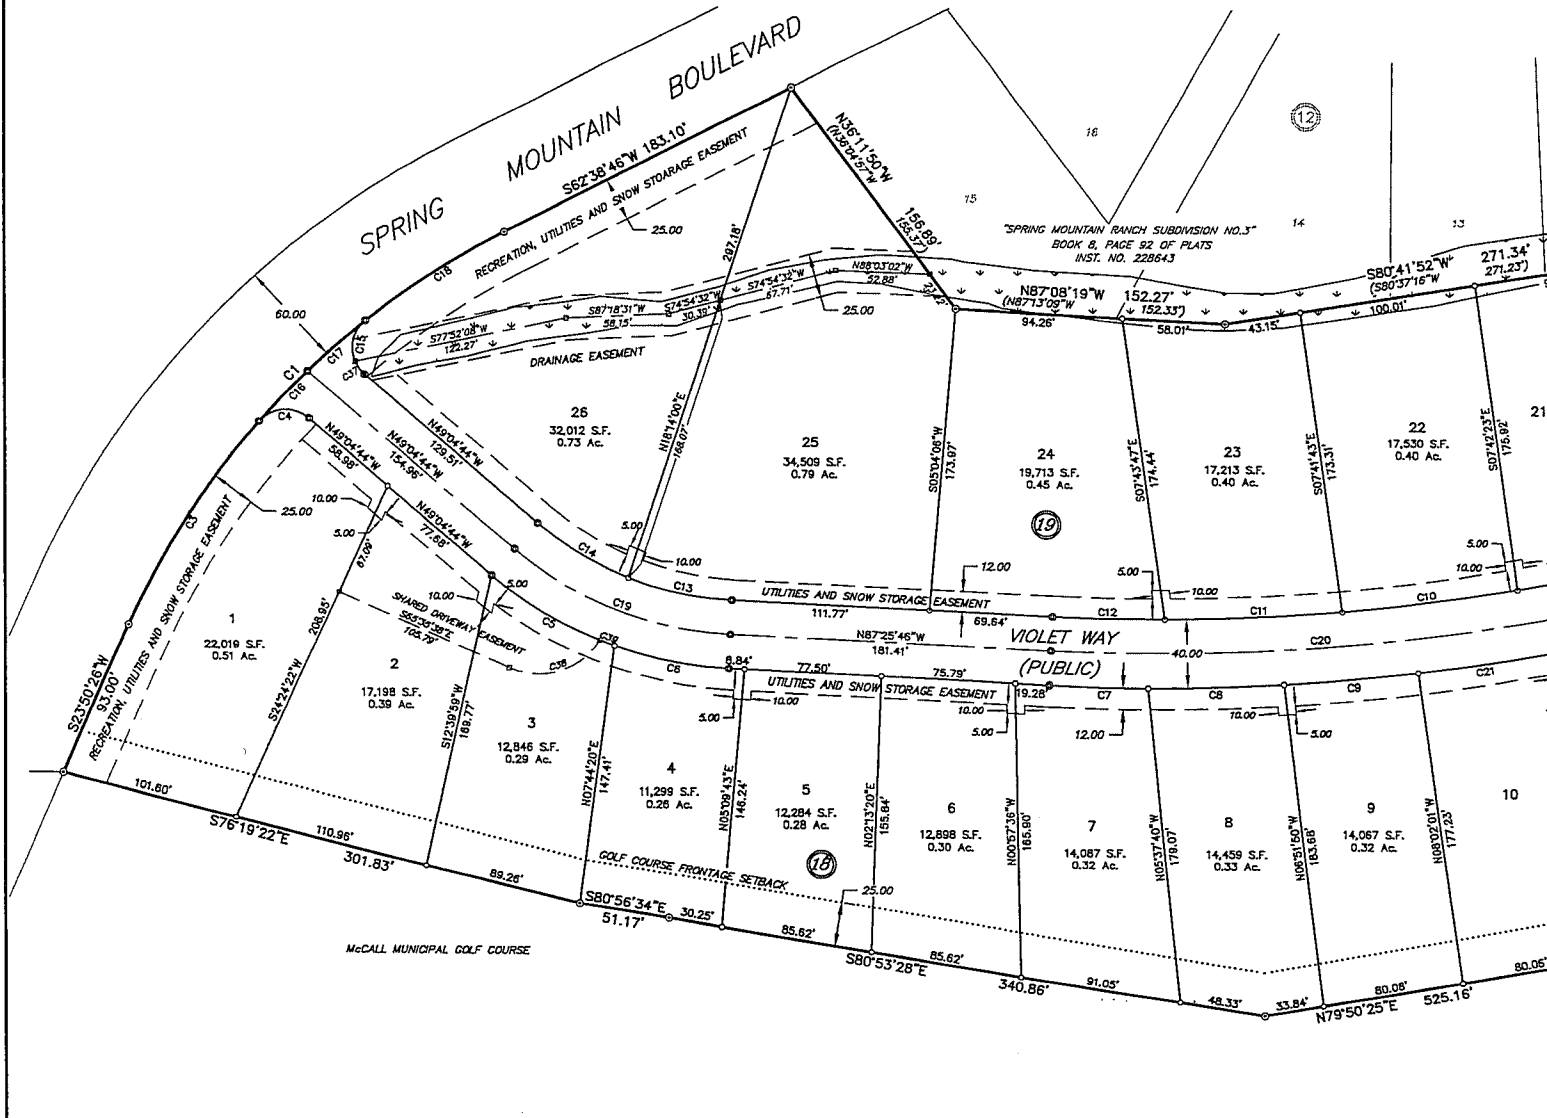 SPRING MOUNTAIN BOULEVARD
S62°38'46"W 183.10'
RECREATION, UTILITIES AND SNOW STOARAGE EASEMENT
25.00
60.00
C18
C17
C15
C1
C16
C37
C4
C3
N36°11'50"W
(N36°04'57"W
156.89'
155.37')
16
12
15
14
13
"SPRING MOUNTAIN RANCH SUBDIVISION NO.3"
BOOK 8, PAGE 92 OF PLATS
INST. NO. 228643
297.18'
N88°03'02"W
52.88'
S74°54'32"W
67.71'
S74°54'32"W
30.39'
S87°18'31"W
58.15'
S77°52'08"W
122.27'
23.42'
25.00
DRAINAGE EASEMENT
N87°08'19"W 152.27'
(N87°13'09"W 152.33')
94.26'
58.01'
43.15'
S80°41'52"W 271.34'
(S80°37'16"W 271.23')
100.01'
26
32,012 S.F.
0.73 Ac.
N18°14'00"E
168.07'
25
34,509 S.F.
0.79 Ac.
S05°04'06"W
173.97'
24
19,713 S.F.
0.45 Ac.
S07°43'47"E
174.44'
23
17,213 S.F.
0.40 Ac.
S07°41'43"E
173.31'
22
17,530 S.F.
0.40 Ac.
S07°42'23"E
175.92'
21
19
N49°04'44"W
129.51'
N49°04'44"W
154.96'
N49°04'44"W
58.98'
N49°04'44"W
77.68'
10.00
5.00
25.00
5.00
10.00
12.00
5.00
10.00
5.00
10.00
C14
C13
C19
C12
C11
C10
UTILITIES AND SNOW STORAGE EASEMENT
111.77'
69.64'
N87°25'46"W
181.41'
VIOLET WAY
(PUBLIC)
40.00
C20
RECREATION, UTILITIES AND SNOW STORAGE EASEMENT
S23°50'26"W
93.00'
67.09'
208.95'
S24°24'22"W
SHARED DRIVEWAY EASEMENT
S65°35'38"E
105.79'
10.00
5.00
C5
C39
C38
C6
8.84'
77.50'
75.79'
19.28'
C7
C8
C9
C21
UTILITIES AND SNOW STORAGE EASEMENT
5.00
10.00
10.00
5.00
12.00
10.00
5.00
1
22,019 S.F.
0.51 Ac.
2
17,198 S.F.
0.39 Ac.
S12°39'59"W
169.77'
3
12,846 S.F.
0.29 Ac.
N07°44'20"E
147.41'
4
11,299 S.F.
0.26 Ac.
N05°09'43"E
146.24'
5
12,284 S.F.
0.28 Ac.
N02°13'20"E
155.84'
6
12,898 S.F.
0.30 Ac.
N00°57'36"W
165.90'
7
14,087 S.F.
0.32 Ac.
N05°37'40"W
179.07'
8
14,459 S.F.
0.33 Ac.
N06°51'50"W
183.68'
9
14,067 S.F.
0.32 Ac.
N08°02'01"W
177.23'
10
18
GOLF COURSE FRONTAGE SETBACK
25.00
101.60'
S76°19'22"E
110.96'
301.83'
89.26'
S80°56'34"E
51.17'
30.25'
85.62'
S80°53'28"E
85.62'
340.86'
91.05'
48.33'
33.84'
80.08'
N79°50'25"E 525.16'
80.06'
McCALL MUNICIPAL GOLF COURSE